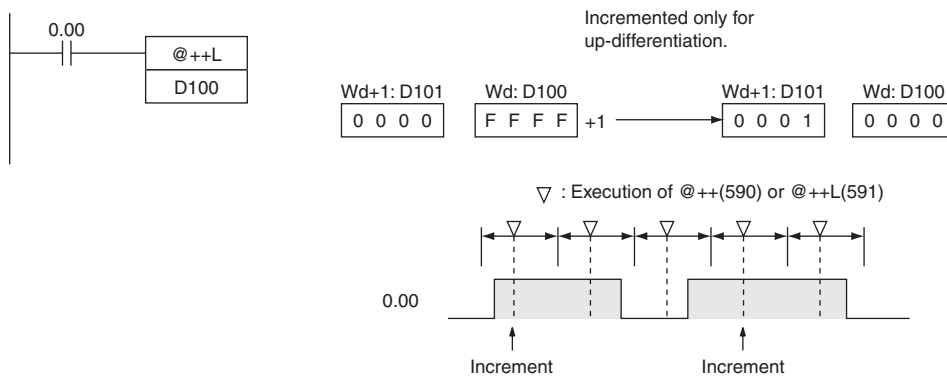 0.00
@++L
D100
Incremented only for
up-differentiation.
Wd+1: D101 Wd: D100 Wd+1: D101 Wd: D100
0 0 0 0 F F F F +1 0 0 0 1 0 0 0 0
▽ : Execution of @++(590) or @++L(591)
0.00
Increment Increment